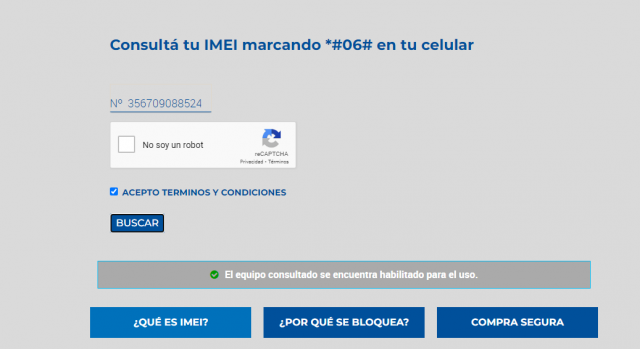 Consultá tu IMEI marcando *#06# en tu celular
Nº 356709088524
No soy un robot
reCAPTCHA
Privacidad - Términos
ACEPTO TERMINOS Y CONDICIONES
BUSCAR
El equipo consultado se encuentra habilitado para el uso.
¿QUÉ ES IMEI?
¿POR QUÉ SE BLOQUEA?
COMPRA SEGURA